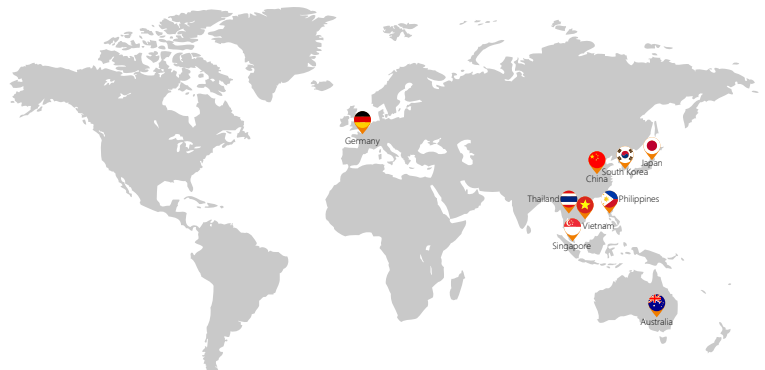 Germany
Japan
South Korea
China
Thailand
Philippines
Vietnam
Singapore
Australia